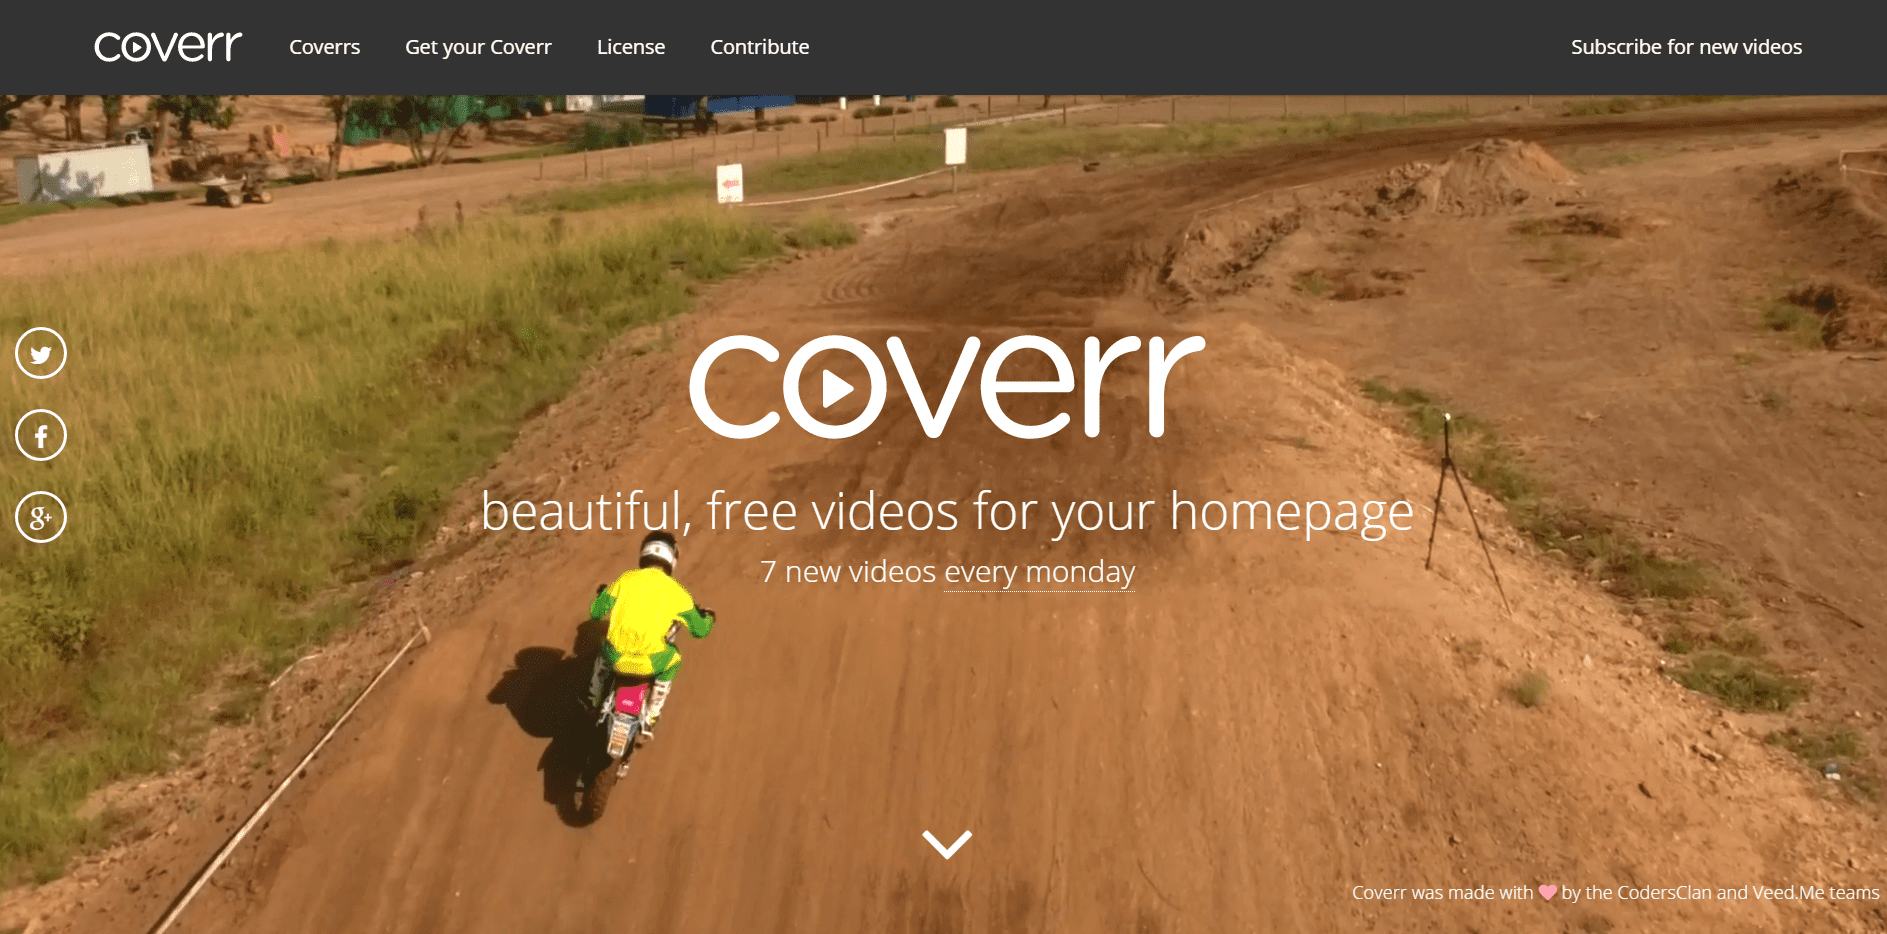 coverr
Coverrs
Get your Coverr
License
Contribute
Subscribe for new videos
coverr
beautiful, free videos for your homepage
7 new videos every monday
Coverr was made with ❤ by the CodersClan and Veed.Me teams